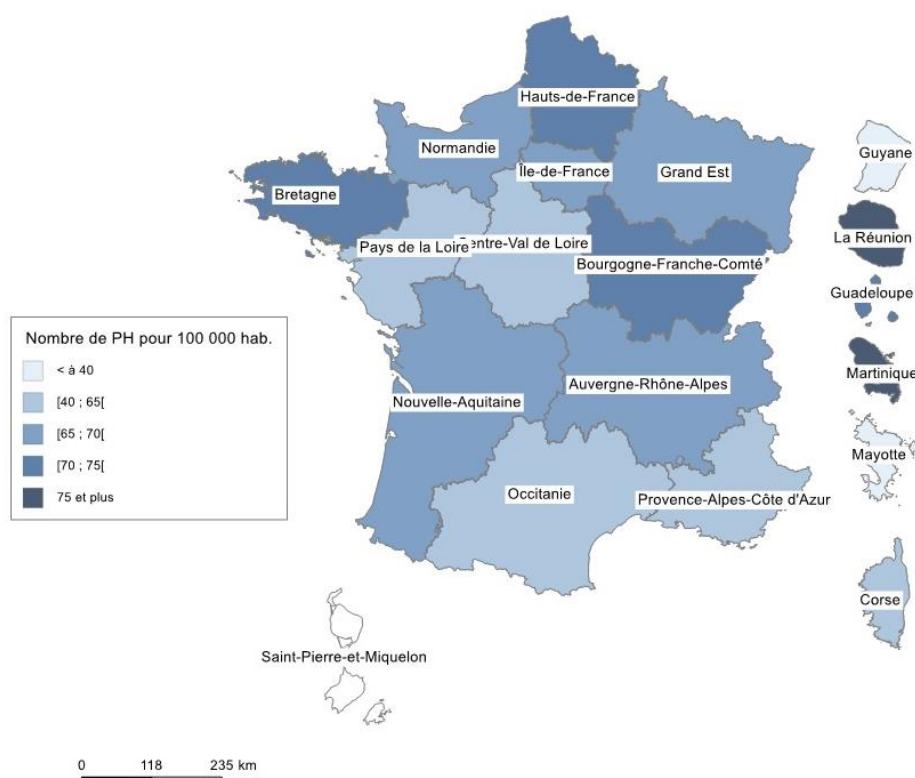 Hauts-de-France
Normandie
Île-de-France
Grand Est
Guyane
Bretagne
La Réunion
Pays de la Loire
entre-Val de Loire
Bourgogne-Franche-Comté
Guadeloupe
Nombre de PH pour 100 000 hab.
< à 40
[40 ; 65[
[65 ; 70[
[70 ; 75[
75 et plus
Martinique
Auvergne-Rhône-Alpes
Nouvelle-Aquitaine
Mayotte
Occitanie
Provence-Alpes-Côte d'Azur
Corse
Saint-Pierre-et-Miquelon
0 118 235 km